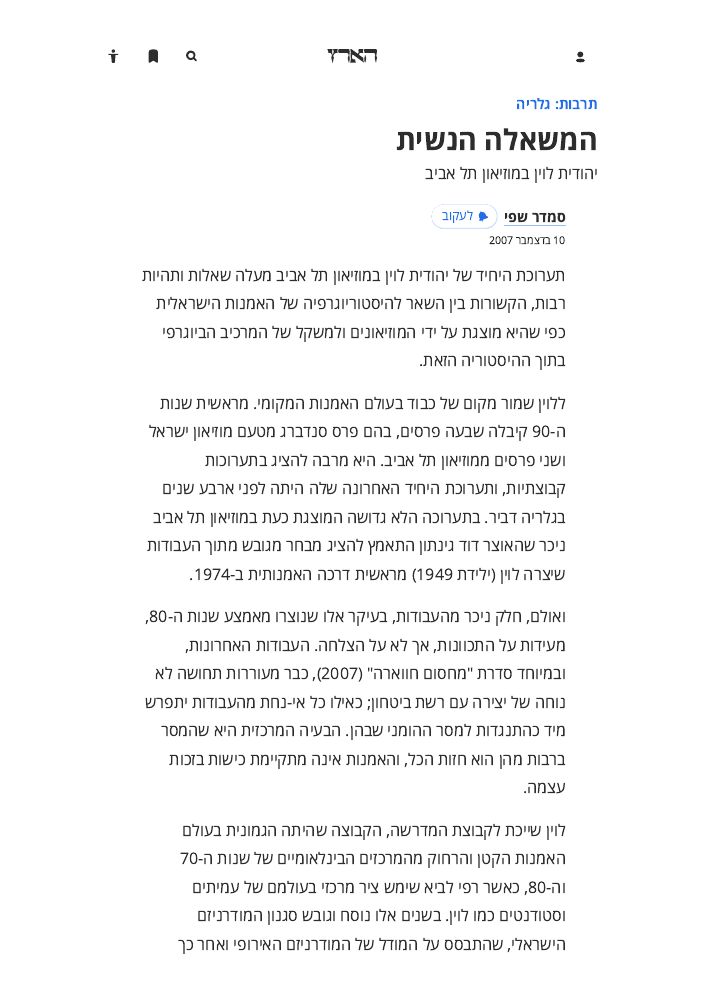 הארץ
תרבות: גלריה
המשאלה הנשית
יהודית לוין במוזיאון תל אביב
סמדר שפי לעקוב
10 בדצמבר 2007
תערוכת היחיד של יהודית לוין במוזיאון תל אביב מעלה שאלות ותהיות
רבות, הקשורות בין השאר להיסטוריוגרפיה של האמנות הישראלית
כפי שהיא מוצגת על ידי המוזיאונים ולמשקל של המרכיב הביוגרפי
בתוך ההיסטוריה הזאת.
ללוין שמור מקום של כבוד בעולם האמנות המקומי. מראשית שנות
ה-90 קיבלה שבעה פרסים, בהם פרס סנדברג מטעם מוזיאון ישראל
ושני פרסים ממוזיאון תל אביב. היא מרבה להציג בתערוכות
קבוצתיות, ותערוכת היחיד האחרונה שלה היתה לפני ארבע שנים
בגלריה דביר. בתערוכה הלא גדושה המוצגת כעת במוזיאון תל אביב
ניכר שהאוצר דוד גינתון התאמץ להציג מבחר מגובש מתוך העבודות
שיצרה לוין (ילידת 1949) מראשית דרכה האמנותית ב-1974.
ואולם, חלק ניכר מהעבודות, בעיקר אלו שנוצרו מאמצע שנות ה-80,
מעידות על התכוונות, אך לא על הצלחה. העבודות האחרונות,
ובמיוחד סדרת "מחסום חווארה" (2007), כבר מעוררות תחושה לא
נוחה של יצירה עם רשת ביטחון; כאילו כל אי-נחת מהעבודות יתפרש
מיד כהתנגדות למסר ההומני שבהן. הבעיה המרכזית היא שהמסר
ברבות מהן הוא חזות הכל, והאמנות אינה מתקיימת כישות בזכות
עצמה.
לוין שייכת לקבוצת המדרשה, הקבוצה שהיתה הגמונית בעולם
האמנות הקטן והרחוק מהמרכזים הבינלאומיים של שנות ה-70
וה-80, כאשר רפי לביא שימש ציר מרכזי בעולמם של עמיתים
וסטודנטים כמו לוין. בשנים אלו נוסח וגובש סגנון המודרניזם
הישראלי, שהתבסס על המודל של המודרניזם האירופי ואחר כך